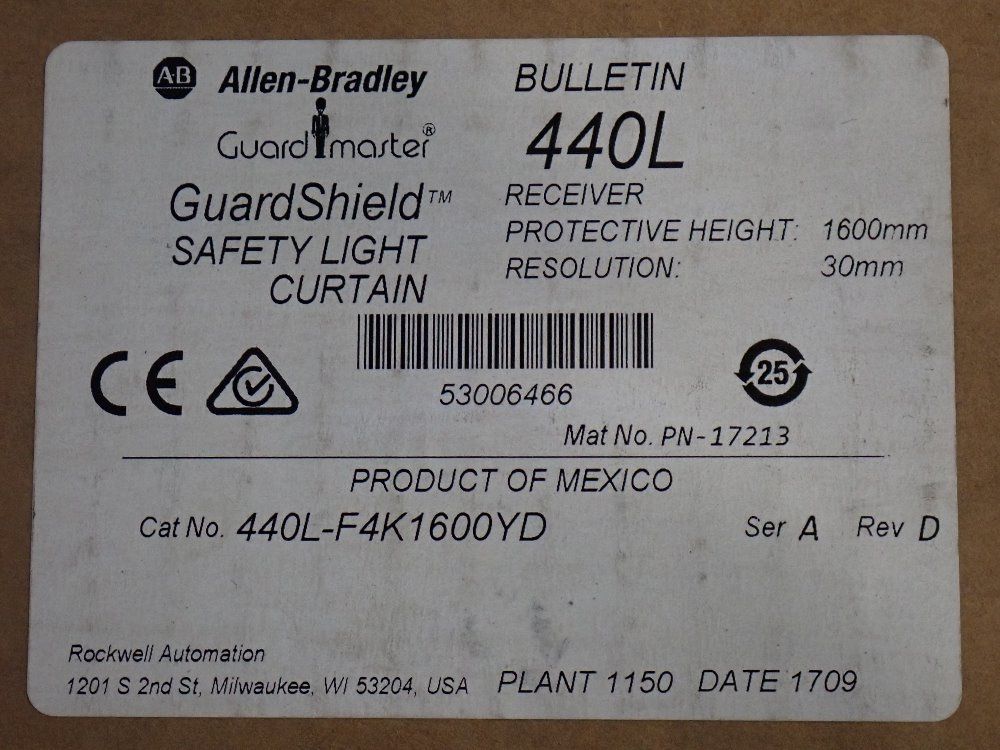 A-B Allen-Bradley
Guardmaster®
GuardShield™
SAFETY LIGHT
CURTAIN
BULLETIN
440L
RECEIVER
PROTECTIVE HEIGHT: 1600mm
RESOLUTION: 30mm
CE
53006466
25
Mat No. PN-17213
PRODUCT OF MEXICO
Cat No. 440L-F4K1600YD Ser A Rev D
Rockwell Automation
1201 S 2nd St, Milwaukee, WI 53204, USA PLANT 1150 DATE 1709